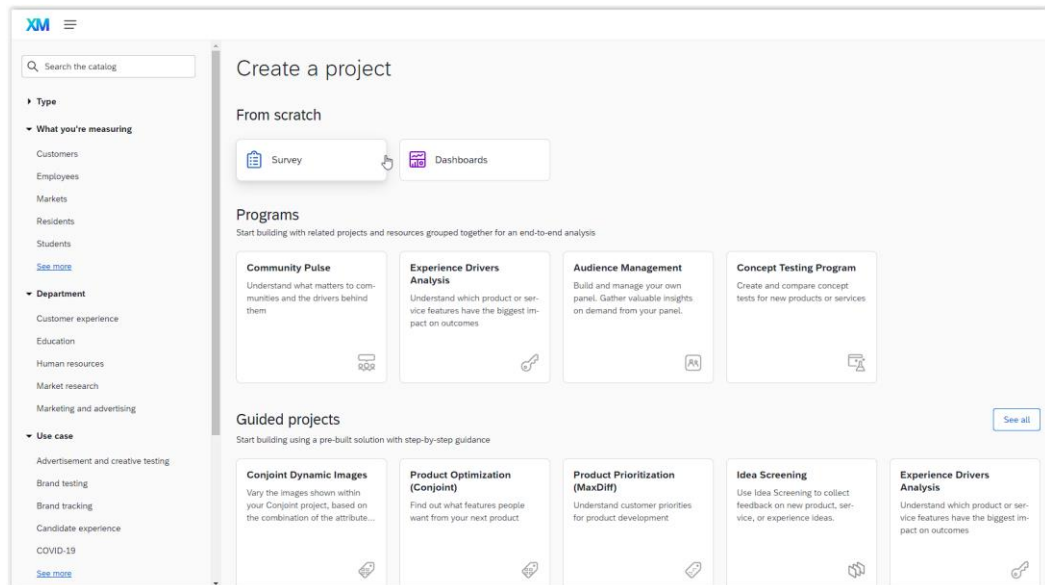 XM
Search the catalog
Type
What you're measuring
Customers
Employees
Markets
Residents
Students
See more
Department
Customer experience
Education
Human resources
Market research
Marketing and advertising
Use case
Advertisement and creative testing
Brand testing
Brand tracking
Candidate experience
COVID-19
See more
Create a project
From scratch
Survey
Dashboards
Programs
Start building with related projects and resources grouped together for an end-to-end analysis
Community Pulse
Understand what matters to com-
munities and the drivers behind
them
Experience Drivers
Analysis
Understand which product or ser-
vice features have the biggest im-
pact on outcomes
Audience Management
Build and manage your own
panel. Gather valuable insights
on demand from your panel.
Concept Testing Program
Create and compare concept
tests for new products or services
Guided projects
See all
Start building using a pre-built solution with step-by-step guidance
Conjoint Dynamic Images
Vary the images shown within
your Conjoint project, based on
the combination of the attribute...
Product Optimization
(Conjoint)
Find out what features people
want from your next product
Product Prioritization
(MaxDiff)
Understand customer priorities
for product development
Idea Screening
Use Idea Screening to collect
feedback on new product, ser-
vice, or experience ideas.
Experience Drivers
Analysis
Understand which product or ser-
vice features have the biggest im-
pact on outcomes